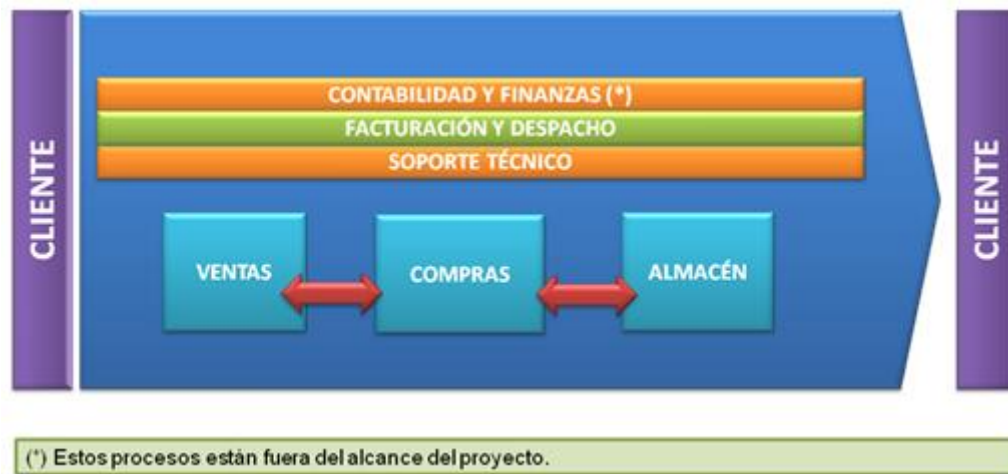 CLIENTE
CONTABILIDAD Y FINANZAS (*)
FACTURACIÓN Y DESPACHO
SOPORTE TÉCNICO
VENTAS
COMPRAS
ALMACÉN
CLIENTE
(*) Estos procesos están fuera del alcance del proyecto.